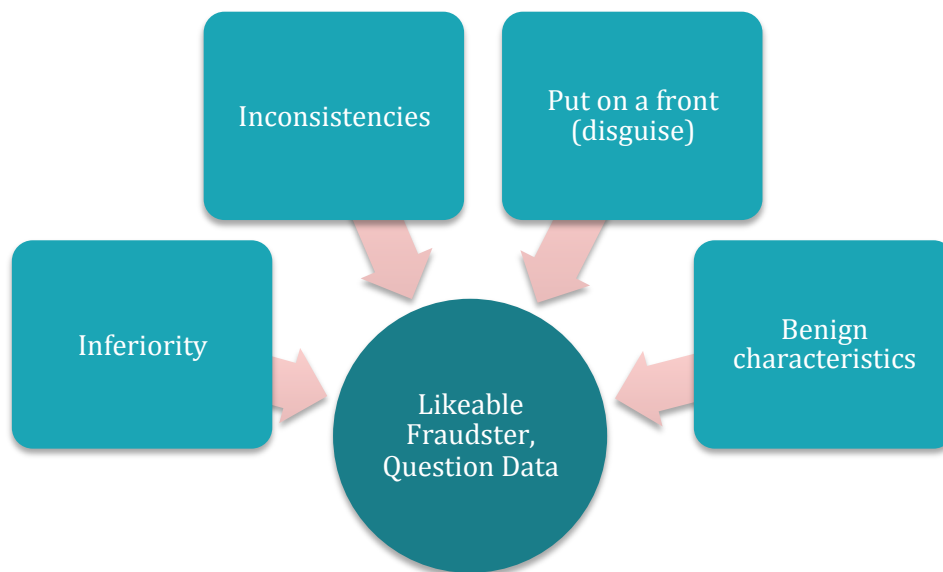 Inconsistencies
Put on a front
(disguise)
Inferiority
Benign
characteristics
Likeable
Fraudster,
Question Data